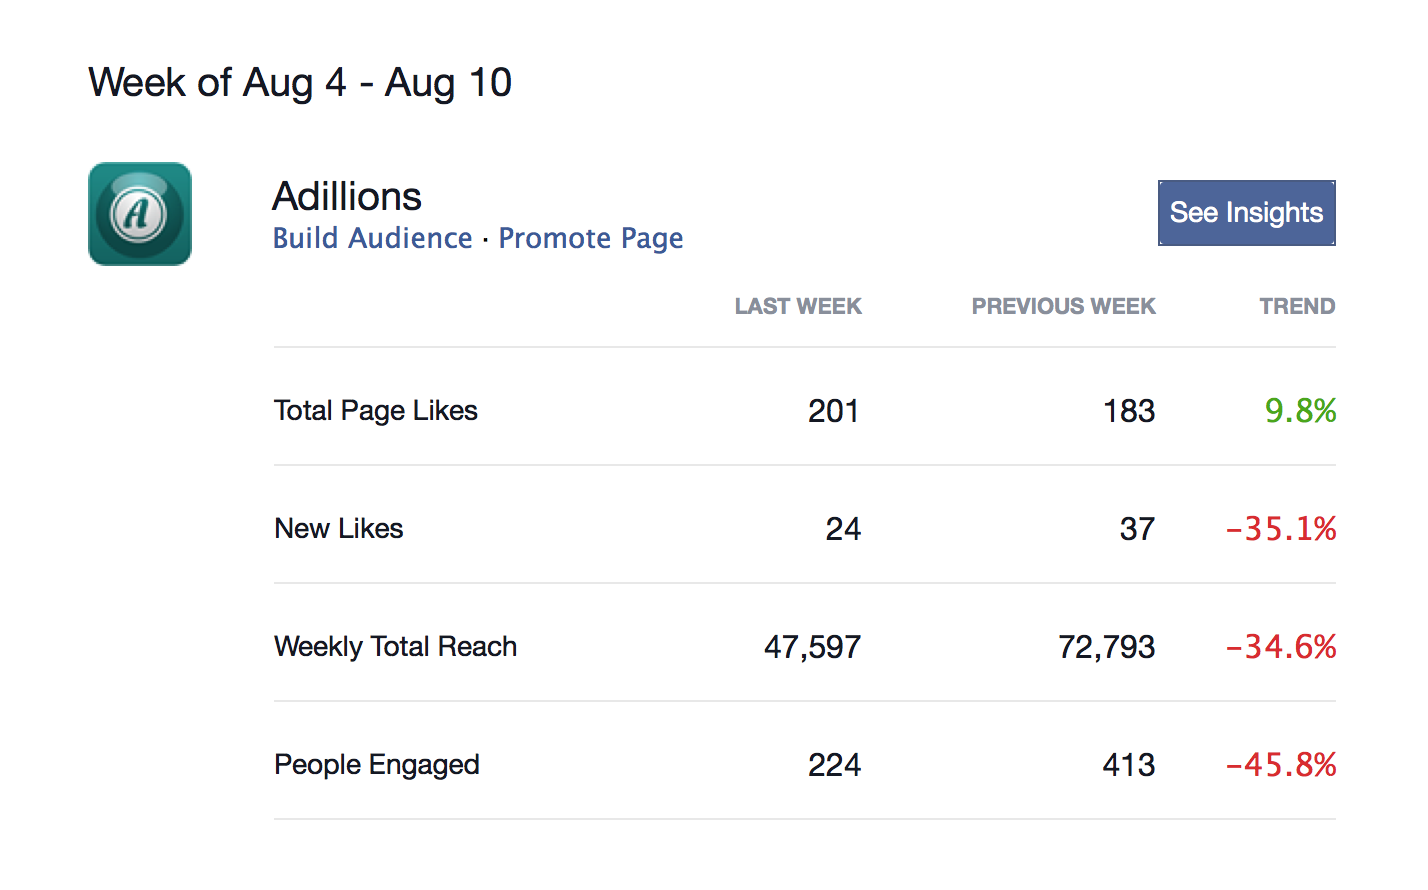 Week of Aug 4 - Aug 10
A
Adillions
Build Audience · Promote Page
See Insights
LAST WEEK PREVIOUS WEEK TREND
Total Page Likes 201 183 9.8%
New Likes 24 37 -35.1%
Weekly Total Reach 47,597 72,793 -34.6%
People Engaged 224 413 -45.8%